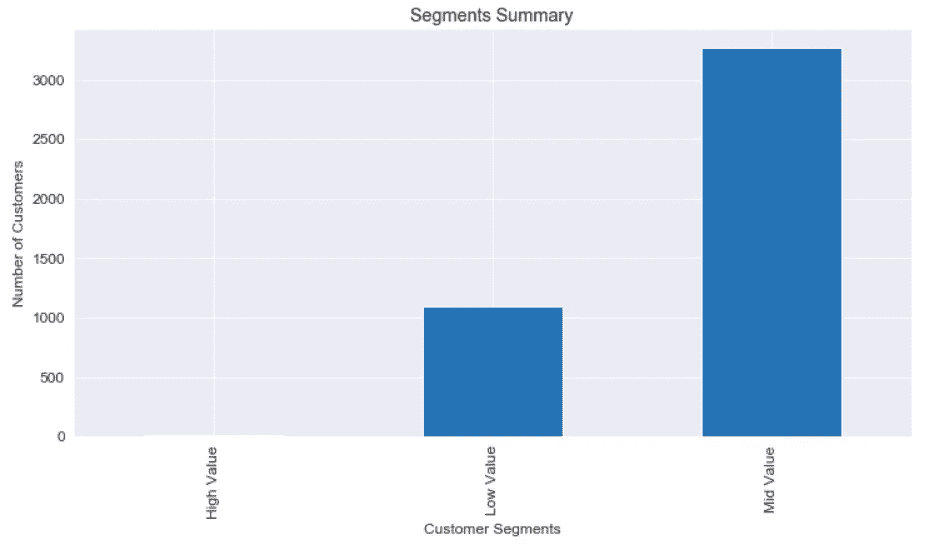 Segments Summary
Number of Customers
3000
2500
2000
1500
1000
500
0
High Value
Low Value
Mid Value
Customer Segments